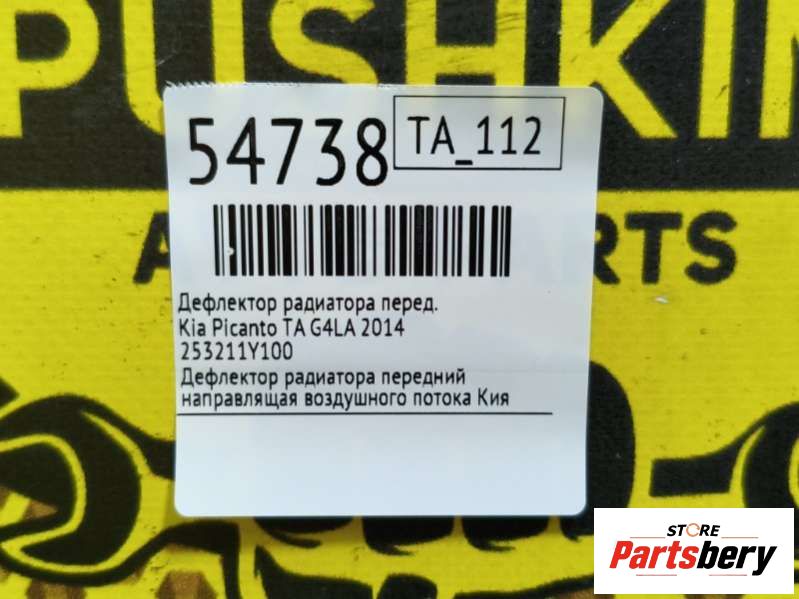 PUSHKIN
PARTS
54738
TA_112
Дефлектор радиатора перед.
Kia Picanto TA G4LA 2014
253211Y100
Дефлектор радиатора передний
направлящая воздушного потока Кия
STORE
Partsbery